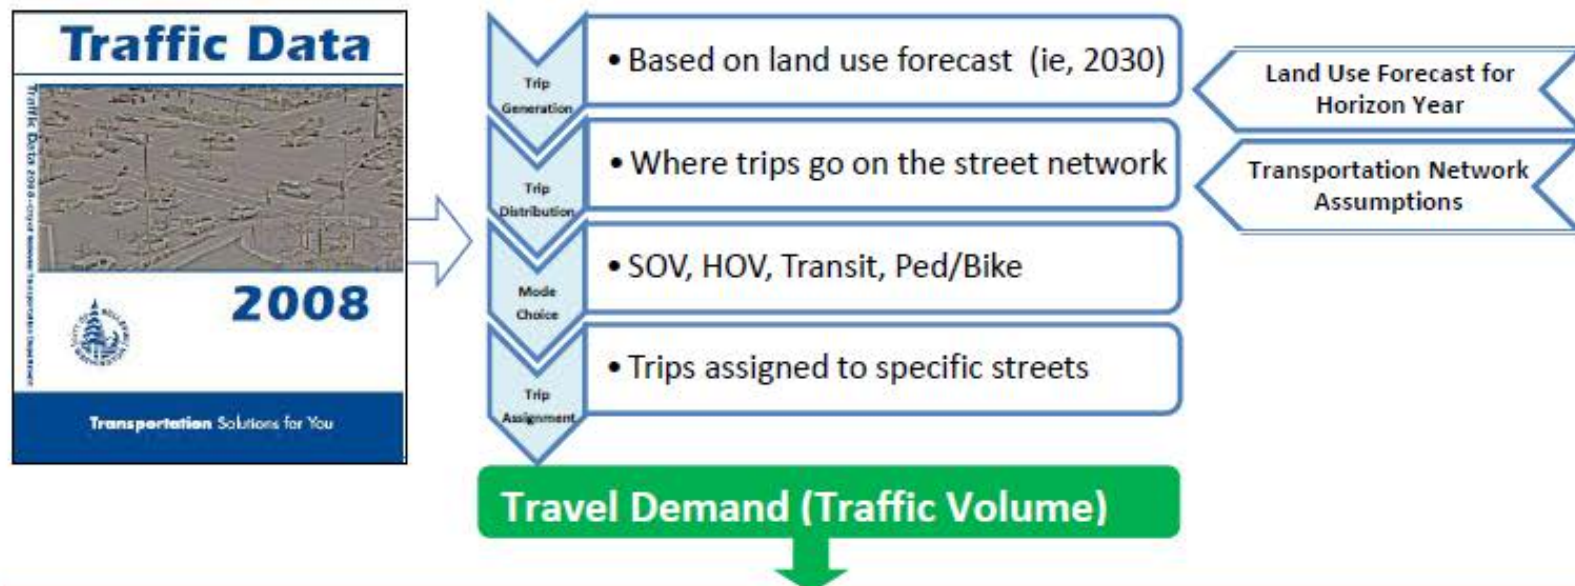 Traffic Data
2008
Transportation Solutions for You
Trip
Generation
• Based on land use forecast (ie, 2030)
Trip
Distribution
• Where trips go on the street network
Mode
Choice
• SOV, HOV, Transit, Ped/Bike
Trip
Assignment
• Trips assigned to specific streets
Land Use Forecast for
Horizon Year
Transportation Network
Assumptions
Travel Demand (Traffic Volume)